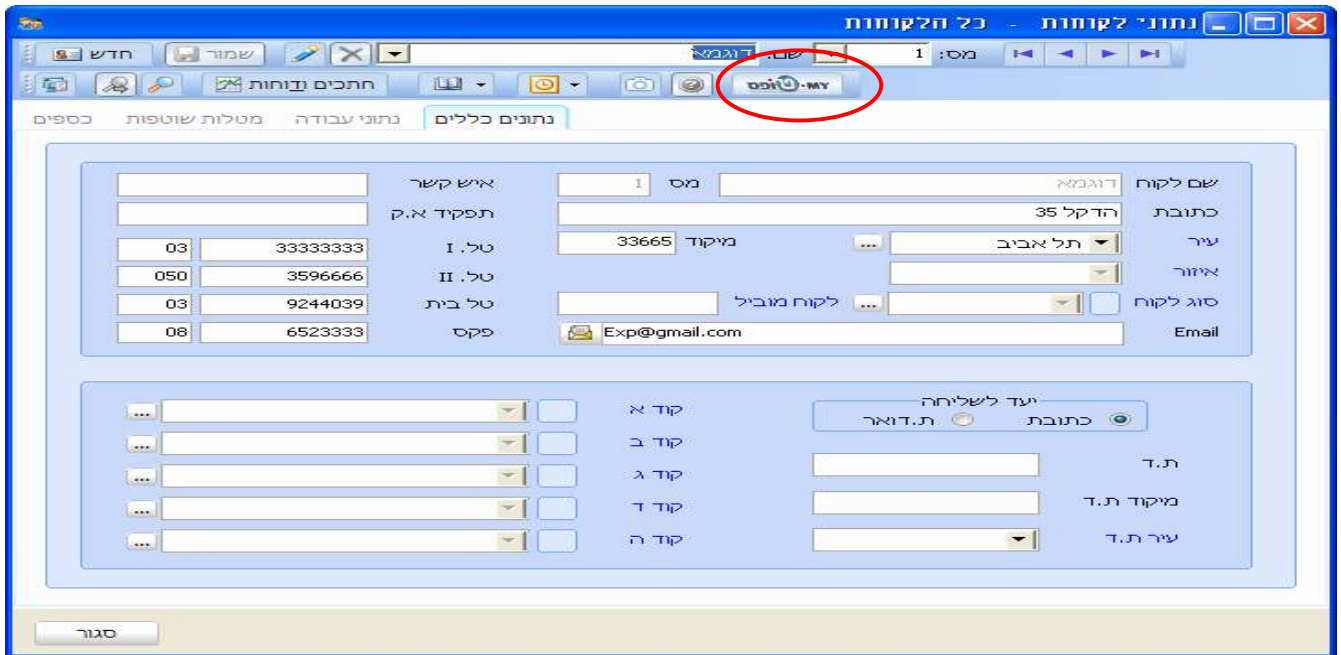 נתוני לקוחות - כל הלקוחות
מס: 1 שם: דוגמא שמור חדש
MY-טופס חתכים ודוחות
נתונים כללים נתוני עבודה מטלות שוטפות כספים
שם לקוח דוגמא מס 1 איש קשר
כתובת הדקל 35 תפקיד א.ק
עיר תל אביב ... מיקוד 33665 טל. I 33333333 03
איזור טל. II 3596666 050
סוג לקוח ... לקוח מוביל טל בית 9244039 03
Email Exp@gmail.com פקס 6523333 08
יעד לשליחה קוד א ...
כתובת ת.דואר
קוד ב ...
ת.ד קוד ג ...
מיקוד ת.ד קוד ד ...
עיר ת.ד קוד ה ...
סגור